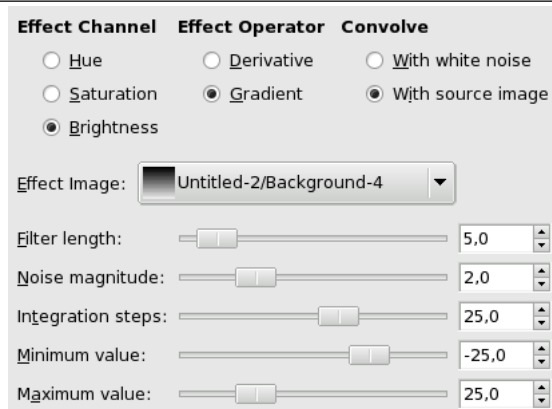 Effect Channel Effect Operator Convolve
Hue Derivative With white noise
Saturation Gradient With source image
Brightness
Effect Image: Untitled-2/Background-4
Filter length: 5,0
Noise magnitude: 2,0
Integration steps: 25,0
Minimum value: -25,0
Maximum value: 25,0